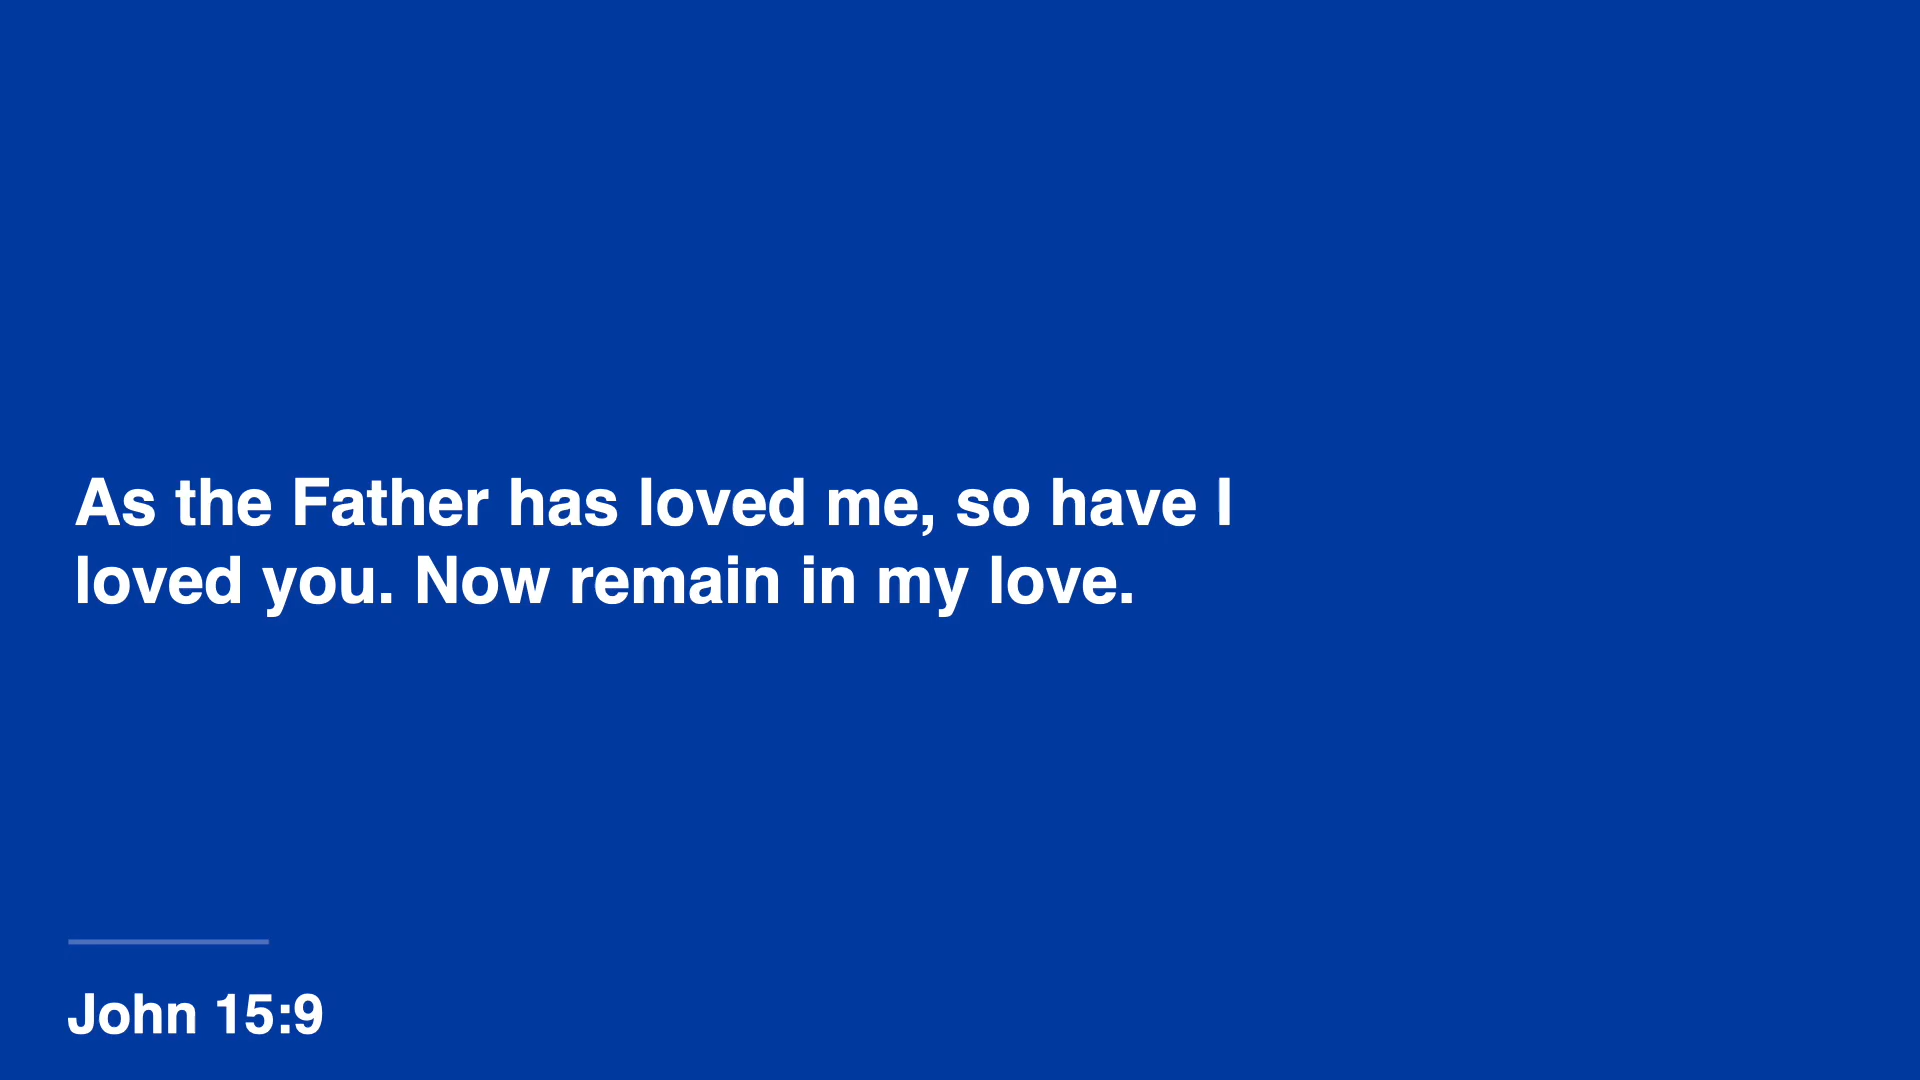 As the Father has loved me, so have I
loved you. Now remain in my love.
John 15:9